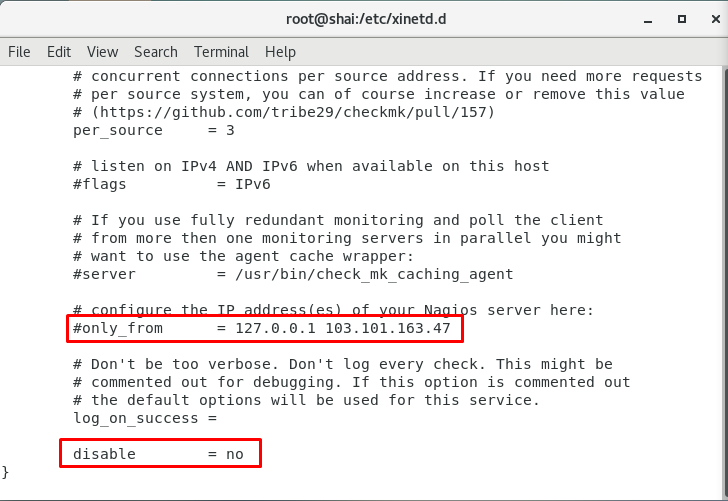 root@shai:/etc/xinetd.d
File Edit View Search Terminal Help
# concurrent connections per source address. If you need more requests
# per source system, you can of course increase or remove this value
# (https://github.com/tribe29/checkmk/pull/157)
per_source     = 3
# listen on IPv4 AND IPv6 when available on this host
#flags          = IPv6
# If you use fully redundant monitoring and poll the client
# from more then one monitoring servers in parallel you might
# want to use the agent cache wrapper:
#server         = /usr/bin/check_mk_caching_agent
# configure the IP address(es) of your Nagios server here:
#only_from      = 127.0.0.1 103.101.163.47
# Don't be too verbose. Don't log every check. This might be
# commented out for debugging. If this option is commented out
# the default options will be used for this service.
log_on_success =
disable        = no
}